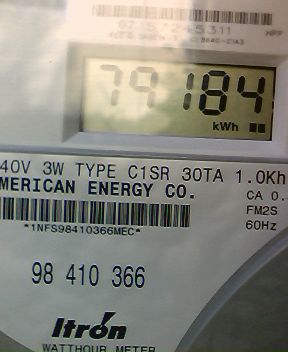 79184
kWh
40V 3W TYPE C1SR 30TA 1.0Kh
MERICAN ENERGY CO.
CA 0.
FM2S
60Hz
*1NFS98410366MEC*
98 410 366
Itrón
WATTHOUR METER